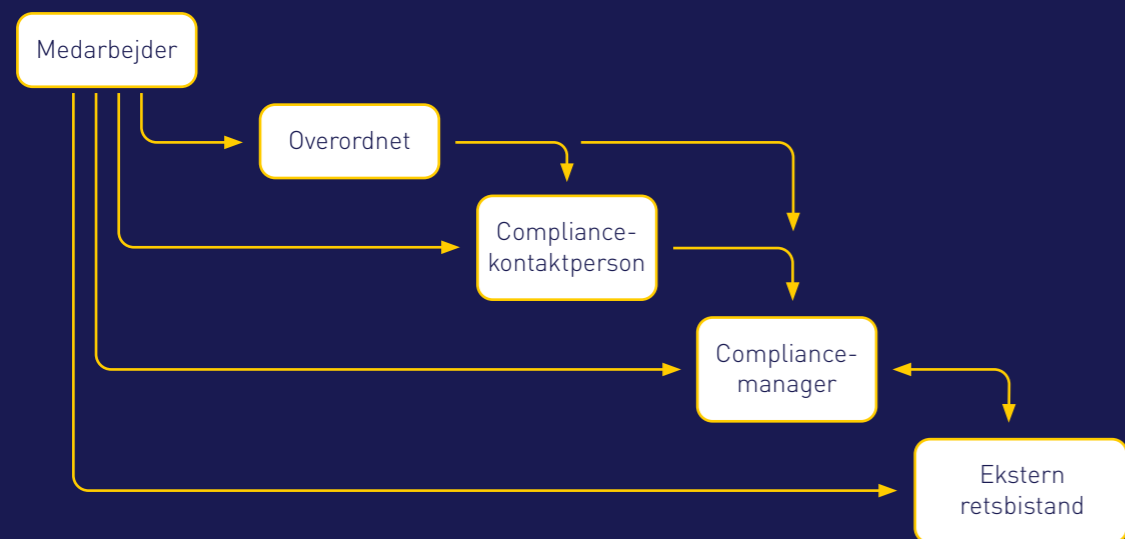 Medarbejder
Overordnet
Compliance-
kontaktperson
Compliance-
manager
Ekstern
retsbistand